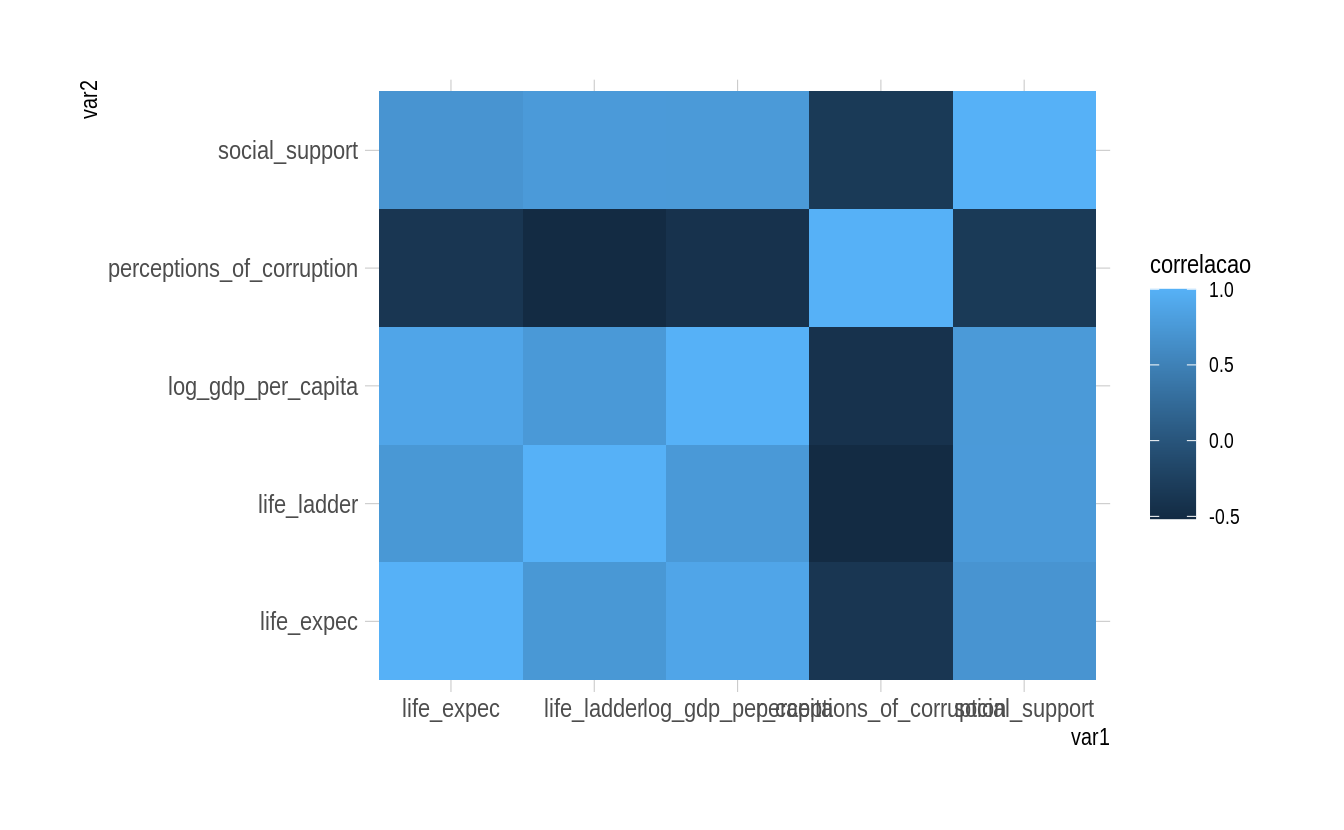 var2
social_support
perceptions_of_corruption
log_gdp_per_capita
life_ladder
life_expec
life_expec life_ladder log_gdp_per_capita perceptions_of_corruption social_support
var1
correlacao
1.0
0.5
0.0
-0.5